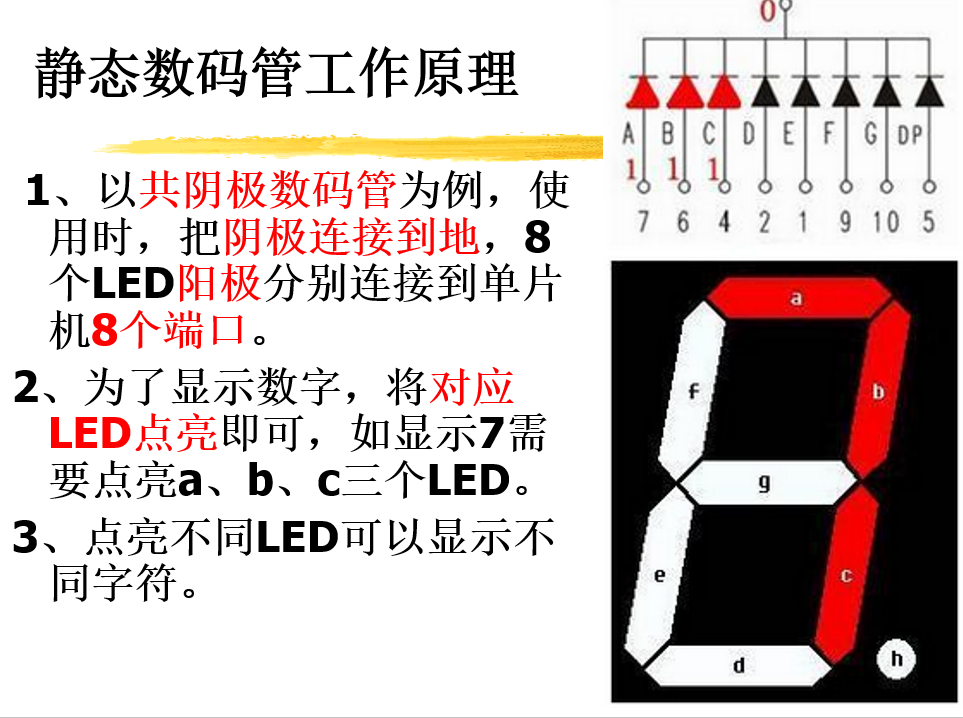 静态数码管工作原理
1、以共阴极数码管为例，使
用时，把阴极连接到地，8
个LED阳极分别连接到单片
机8个端口。
2、为了显示数字，将对应
LED点亮即可，如显示7需
要点亮a、b、c三个LED。
3、点亮不同LED可以显示不
同字符。
0
A B C D E F G DP
1 1 1
7 6 4 2 1 9 10 5
a
f b
g
e c
d h